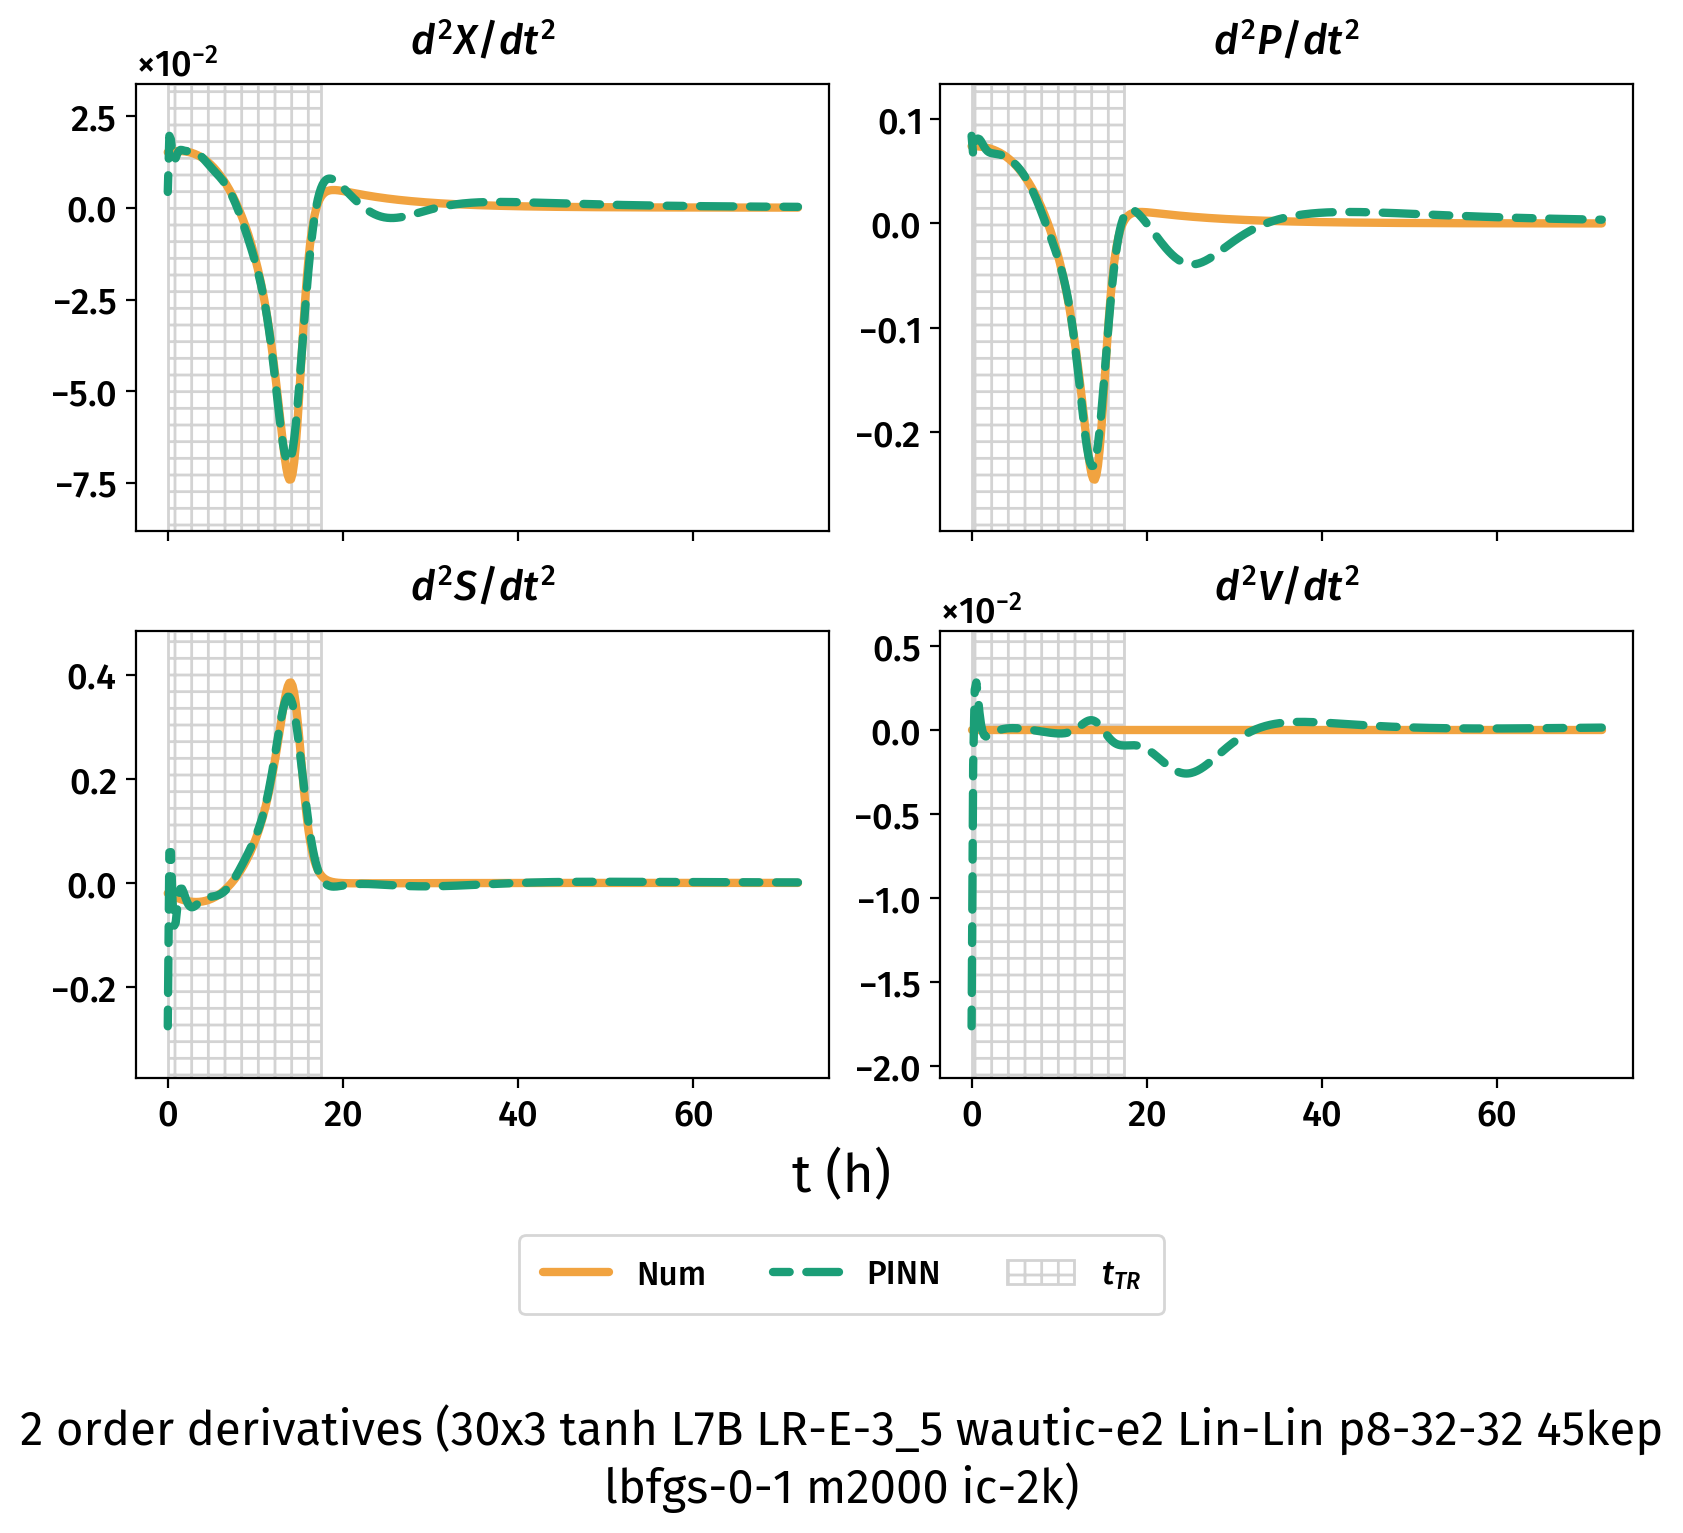 d²X/dt²
×10⁻²
2.5
0.0
−2.5
−5.0
−7.5
d²P/dt²
0.1
0.0
−0.1
−0.2
d²S/dt²
0.4
0.2
0.0
−0.2
0 20 40 60
d²V/dt²
×10⁻²
0.5
0.0
−0.5
−1.0
−1.5
−2.0
0 20 40 60
t (h)
Num PINN t_TR
2 order derivatives (30x3 tanh L7B LR-E-3_5 wautic-e2 Lin-Lin p8-32-32 45kep
lbfgs-0-1 m2000 ic-2k)